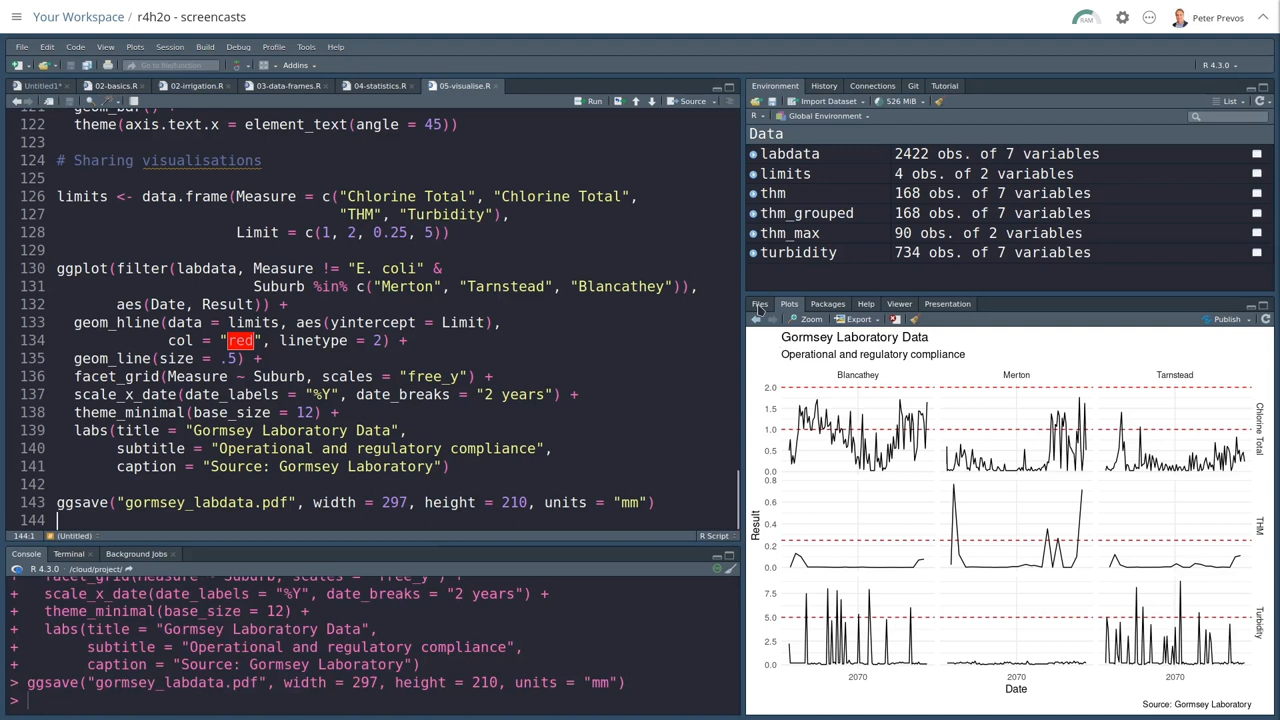 Your Workspace / r4h2o - screencasts
RAM
Peter Prevos
File Edit Code View Plots Session Build Debug Profile Tools Help
Go to file/function
Addins
R 4.3.0
Untitled1*
02-basics.R
02-irrigation.R
03-data-frames.R
04-statistics.R
05-visualise.R
Run
Source
122 theme(axis.text.x = element_text(angle = 45))
123
124 # Sharing visualisations
125
126 limits <- data.frame(Measure = c("Chlorine Total", "Chlorine Total",
127 "THM", "Turbidity"),
128 Limit = c(1, 2, 0.25, 5))
129
130 ggplot(filter(labdata, Measure != "E. coli" &
131 Suburb %in% c("Merton", "Tarnstead", "Blancathey")),
132 aes(Date, Result)) +
133 geom_hline(data = limits, aes(yintercept = Limit),
134 col = "red", linetype = 2) +
135 geom_line(size = .5) +
136 facet_grid(Measure ~ Suburb, scales = "free_y") +
137 scale_x_date(date_labels = "%Y", date_breaks = "2 years") +
138 theme_minimal(base_size = 12) +
139 labs(title = "Gormsey Laboratory Data",
140 subtitle = "Operational and regulatory compliance",
141 caption = "Source: Gormsey Laboratory")
142
143 ggsave("gormsey_labdata.pdf", width = 297, height = 210, units = "mm")
144
144:1 (Untitled) R Script
Console Terminal Background Jobs
R 4.3.0 · /cloud/project/
+ facet_grid(Measure ~ Suburb, scales = "free_y") +
+ scale_x_date(date_labels = "%Y", date_breaks = "2 years") +
+ theme_minimal(base_size = 12) +
+ labs(title = "Gormsey Laboratory Data",
+ subtitle = "Operational and regulatory compliance",
+ caption = "Source: Gormsey Laboratory")
> ggsave("gormsey_labdata.pdf", width = 297, height = 210, units = "mm")
>
Environment History Connections Git Tutorial
Import Dataset 526 MiB List
R Global Environment
Data
labdata 2422 obs. of 7 variables
limits 4 obs. of 2 variables
thm 168 obs. of 7 variables
thm_grouped 168 obs. of 7 variables
thm_max 90 obs. of 2 variables
turbidity 734 obs. of 7 variables
Files Plots Packages Help Viewer Presentation
Zoom Export Publish
Gormsey Laboratory Data
Operational and regulatory compliance
Blancathey Merton Tarnstead
2.0
1.5
1.0
0.5
0.0
Chlorine Total
0.8
0.6
0.4
0.2
0.0
THM
Result
7.5
5.0
2.5
0.0
Turbidity
2070 2070 2070
Date
Source: Gormsey Laboratory